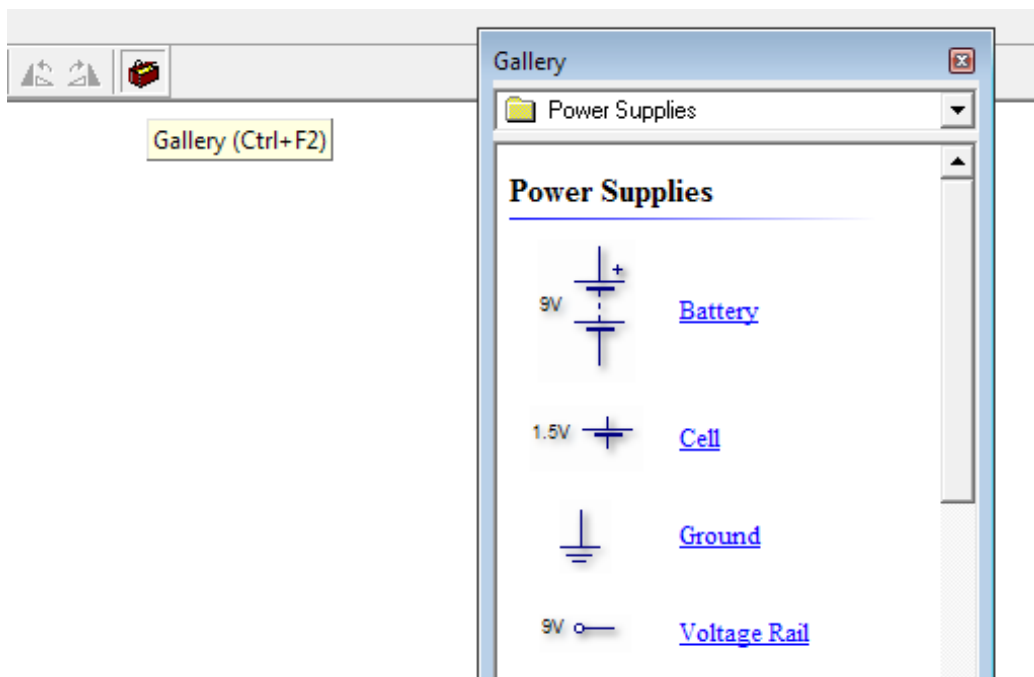 Gallery
Power Supplies
Gallery (Ctrl+F2)
Power Supplies
+
9V
Battery
1.5V
Cell
Ground
9V
Voltage Rail